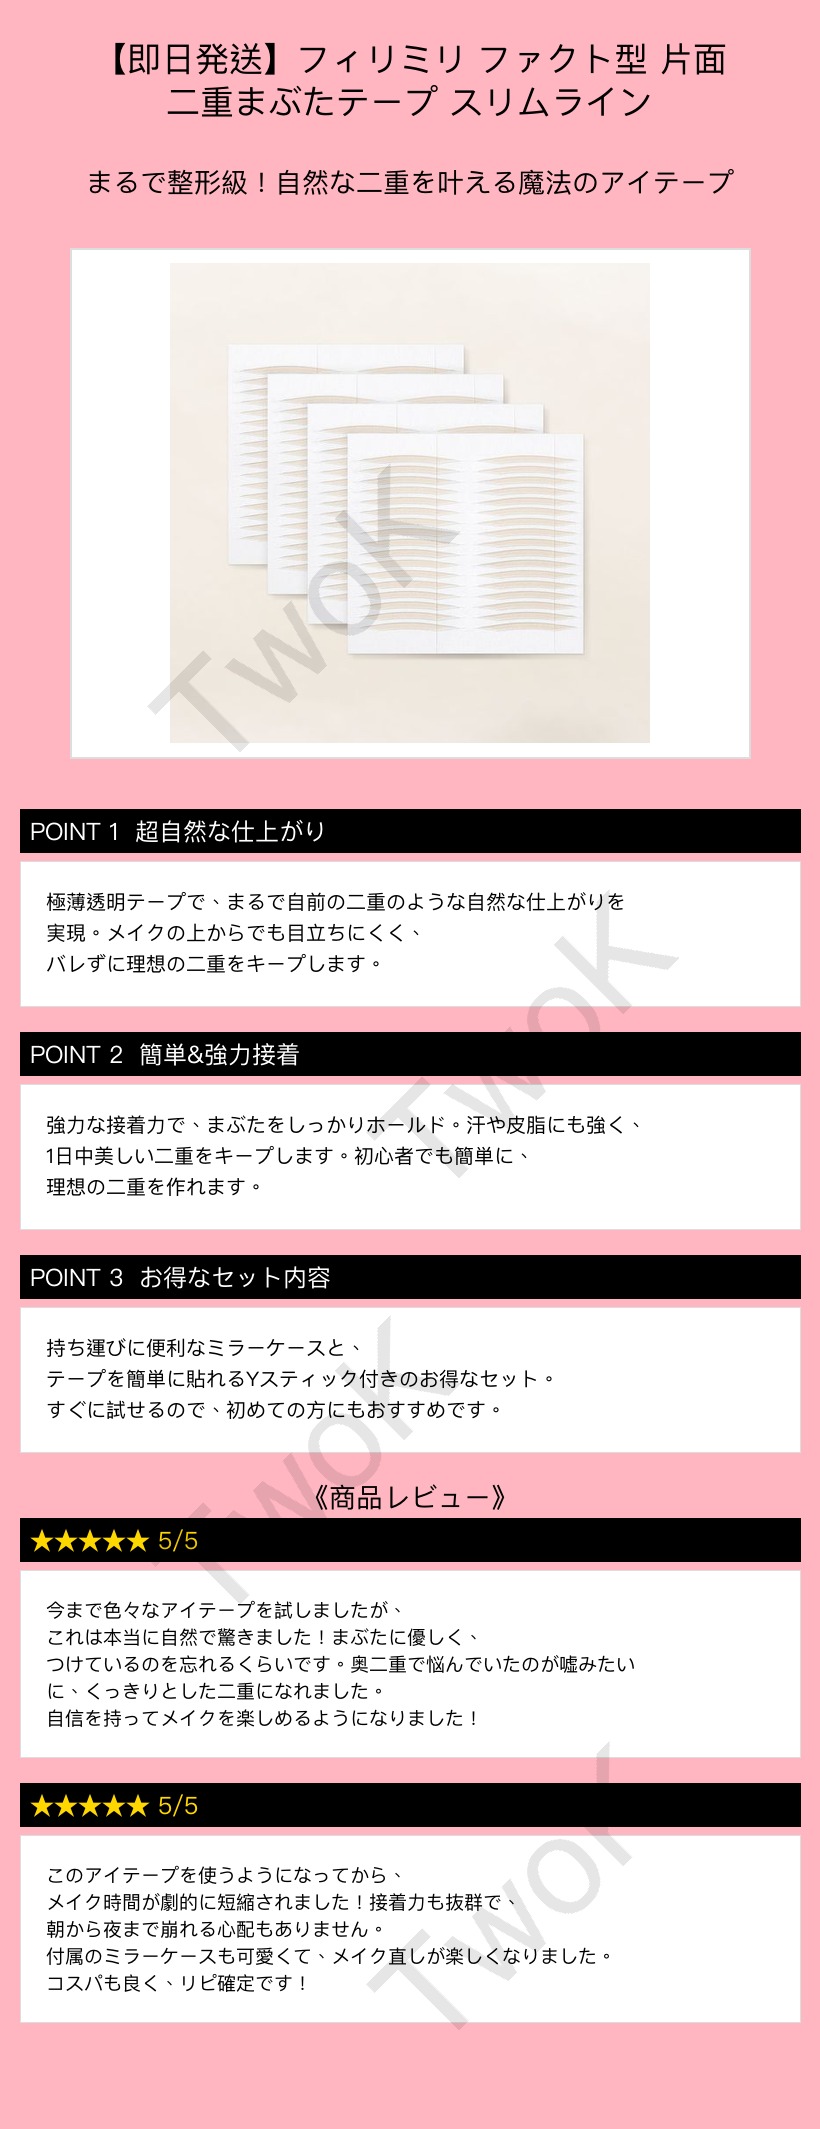 【即日発送】フィリミリ ファクト型 片面
二重まぶたテープ スリムライン
まるで整形級！自然な二重を叶える魔法のアイテープ
TwoK
POINT 1 超自然な仕上がり
極薄透明テープで、まるで自前の二重のような自然な仕上がりを
実現。メイクの上からでも目立ちにくく、
バレずに理想の二重をキープします。
TwoK
POINT 2 簡単&強力接着
強力な接着力で、まぶたをしっかりホールド。汗や皮脂にも強く、
1日中美しい二重をキープします。初心者でも簡単に、
理想の二重を作れます。
POINT 3 お得なセット内容
持ち運びに便利なミラーケースと、
テープを簡単に貼れるYスティック付きのお得なセット。
すぐに試せるので、初めての方にもおすすめです。
TwoK
《商品レビュー》
★★★★★ 5/5
今まで色々なアイテープを試しましたが、
これは本当に自然で驚きました！まぶたに優しく、
つけているのを忘れるくらいです。奥二重で悩んでいたのが嘘みたい
に、くっきりとした二重になれました。
自信を持ってメイクを楽しめるようになりました！
★★★★★ 5/5
このアイテープを使うようになってから、
メイク時間が劇的に短縮されました！接着力も抜群で、
朝から夜まで崩れる心配もありません。
付属のミラーケースも可愛くて、メイク直しが楽しくなりました。
コスパも良く、リピ確定です！
TwoK